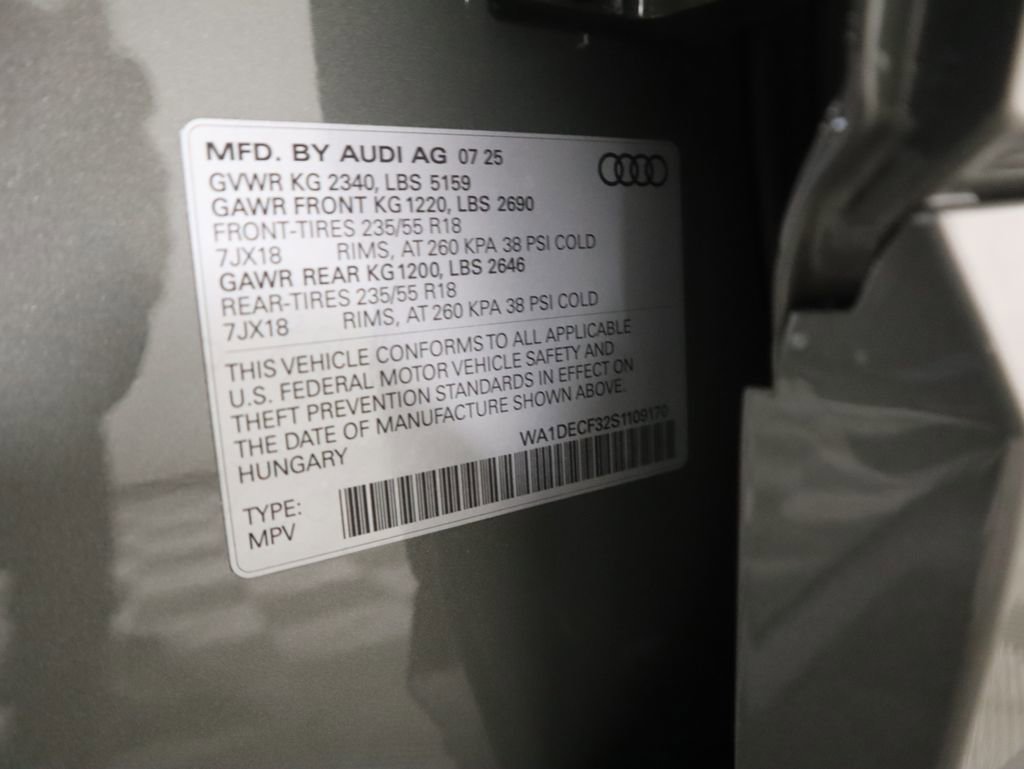 MFD. BY AUDI AG 07 25
GVWR KG 2340, LBS 5159
GAWR FRONT KG 1220, LBS 2690
FRONT-TIRES 235/55 R18
7JX18 RIMS, AT 260 KPA 38 PSI COLD
GAWR REAR KG 1200, LBS 2646
REAR-TIRES 235/55 R18
7JX18 RIMS, AT 260 KPA 38 PSI COLD
THIS VEHICLE CONFORMS TO ALL APPLICABLE
U.S. FEDERAL MOTOR VEHICLE SAFETY AND
THEFT PREVENTION STANDARDS IN EFFECT ON
THE DATE OF MANUFACTURE SHOWN ABOVE.
HUNGARY WA1DECF32S1109170
TYPE:
MPV